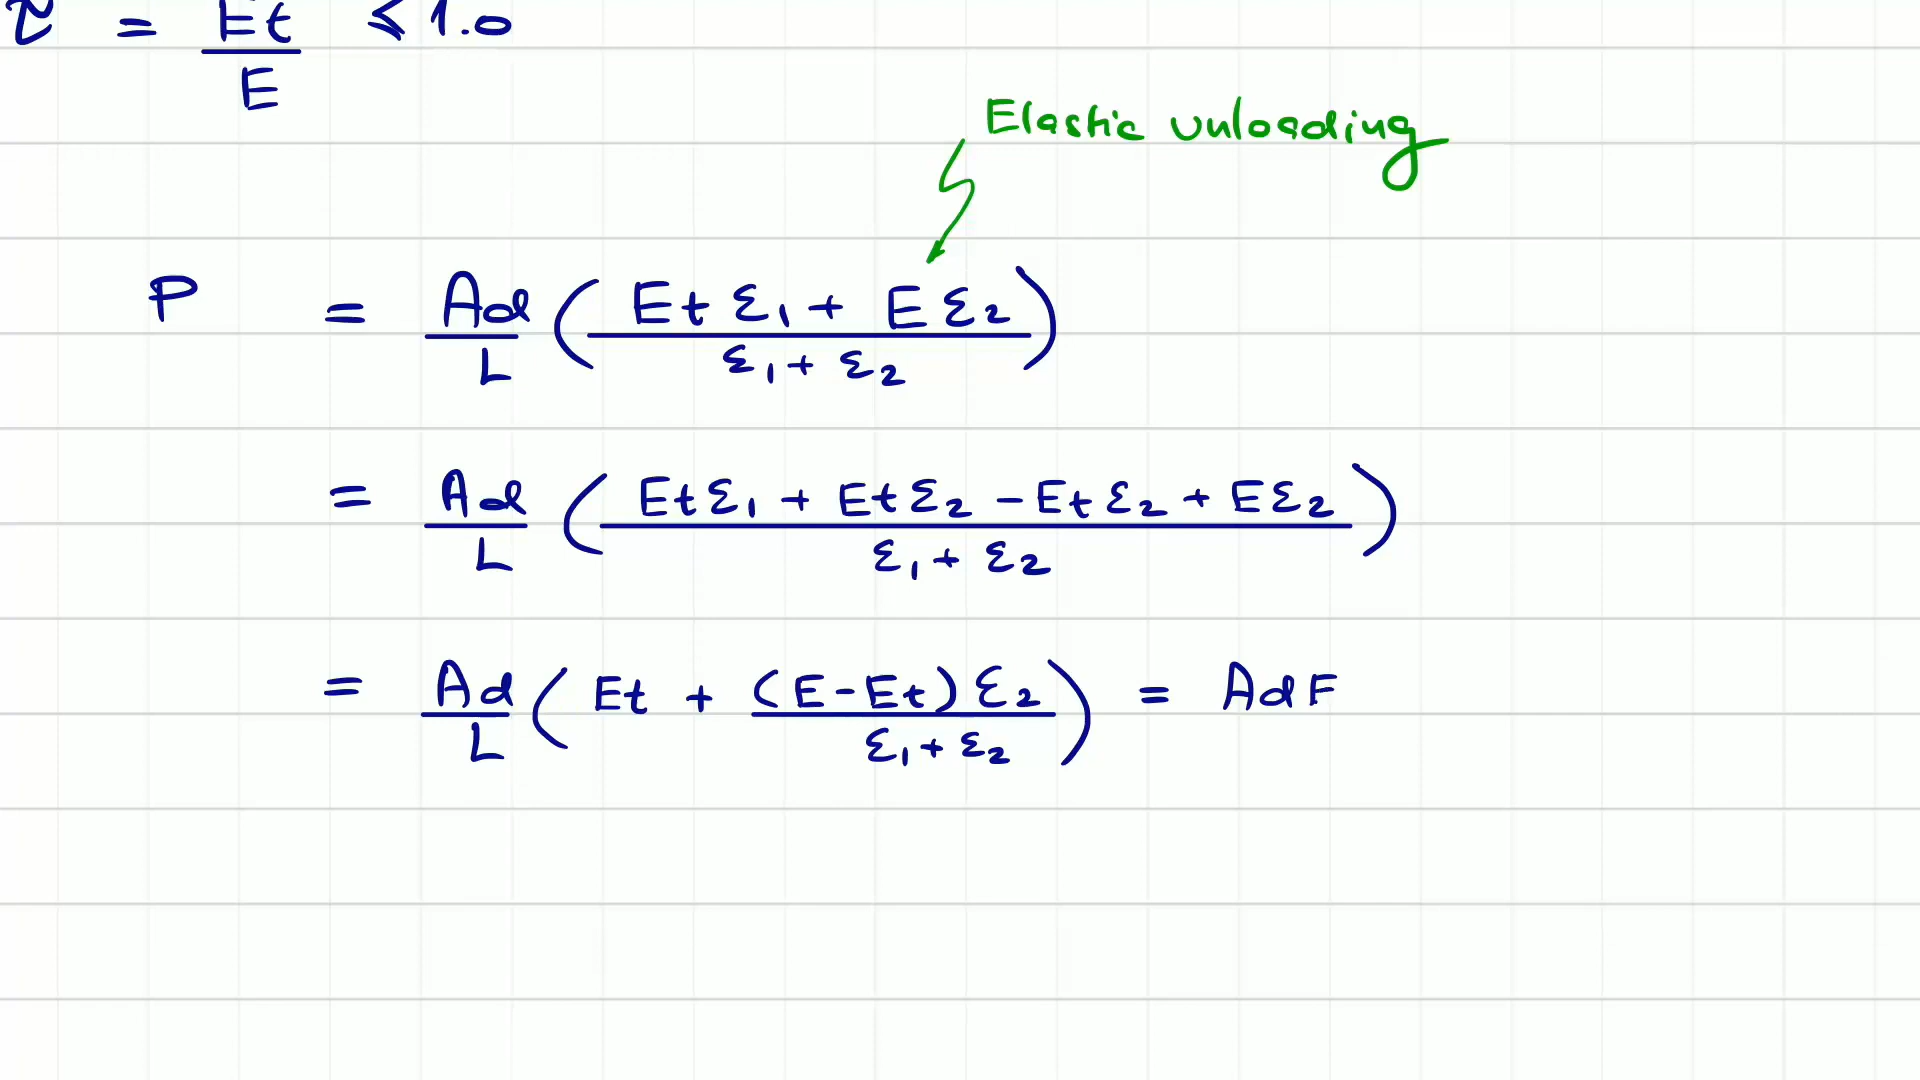 τ = Et/E ≤ 1.0
Elastic unloading
P = Ad/L ( (Et ε1 + E ε2) / (ε1 + ε2) )
= Ad/L ( (Et ε1 + Et ε2 - Et ε2 + E ε2) / (ε1 + ε2) )
= Ad/L ( Et + (E - Et) ε2 / (ε1 + ε2) ) = Ad F